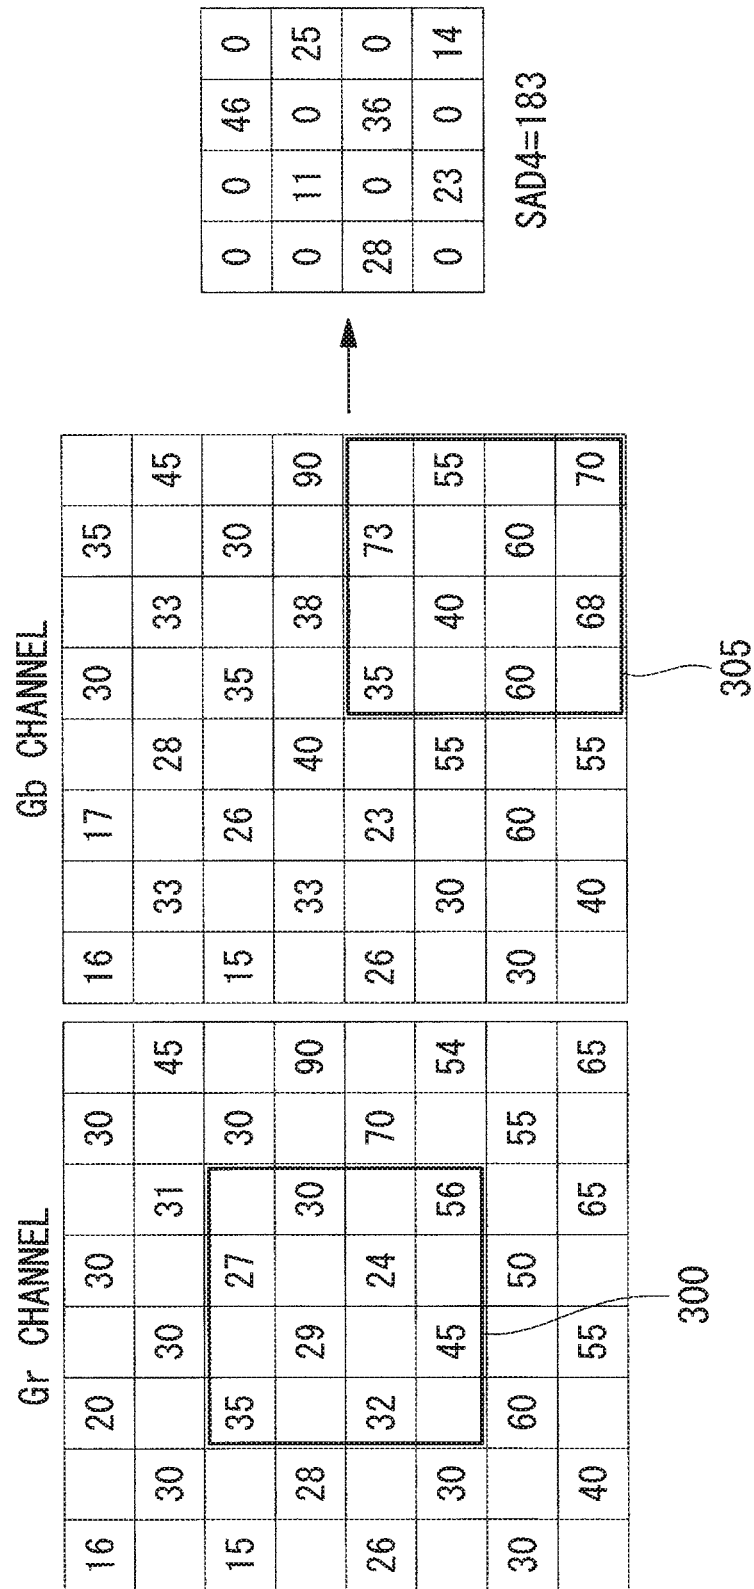 Gr CHANNEL
16 20 30 30
30 30 31 45
15 35 27 30
28 29 30 90
26 32 24 70
30 45 56 54
30 60 50 55
40 55 65 65
300
Gb CHANNEL
16 17 30 35
33 28 33 45
15 26 35 30
33 40 38 90
26 23 35 73
30 55 40 55
30 60 60 60
40 55 68 70
305
0 0 46 0
0 11 0 25
28 0 36 0
0 23 0 14
SAD4=183